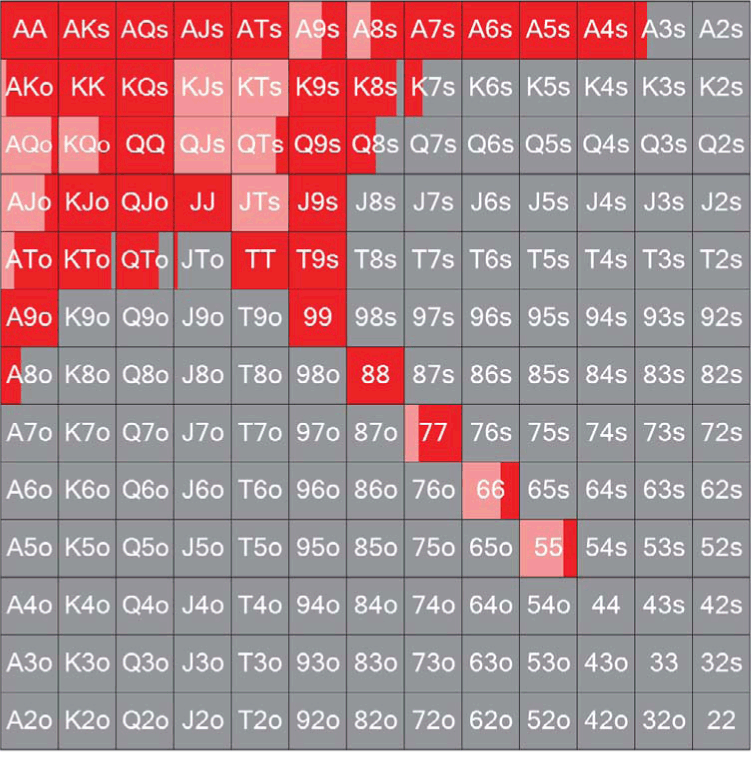 AA AKs AQs AJs ATs A9s A8s A7s A6s A5s A4s A3s A2s
AKo KK KQs KJs KTs K9s K8s K7s K6s K5s K4s K3s K2s
AQo KQo QQ QJs QTs Q9s Q8s Q7s Q6s Q5s Q4s Q3s Q2s
AJo KJo QJo JJ JTs J9s J8s J7s J6s J5s J4s J3s J2s
ATo KTo QTo JTo TT T9s T8s T7s T6s T5s T4s T3s T2s
A9o K9o Q9o J9o T9o 99 98s 97s 96s 95s 94s 93s 92s
A8o K8o Q8o J8o T8o 98o 88 87s 86s 85s 84s 83s 82s
A7o K7o Q7o J7o T7o 97o 87o 77 76s 75s 74s 73s 72s
A6o K6o Q6o J6o T6o 96o 86o 76o 66 65s 64s 63s 62s
A5o K5o Q5o J5o T5o 95o 85o 75o 65o 55 54s 53s 52s
A4o K4o Q4o J4o T4o 94o 84o 74o 64o 54o 44 43s 42s
A3o K3o Q3o J3o T3o 93o 83o 73o 63o 53o 43o 33 32s
A2o K2o Q2o J2o T2o 92o 82o 72o 62o 52o 42o 32o 22